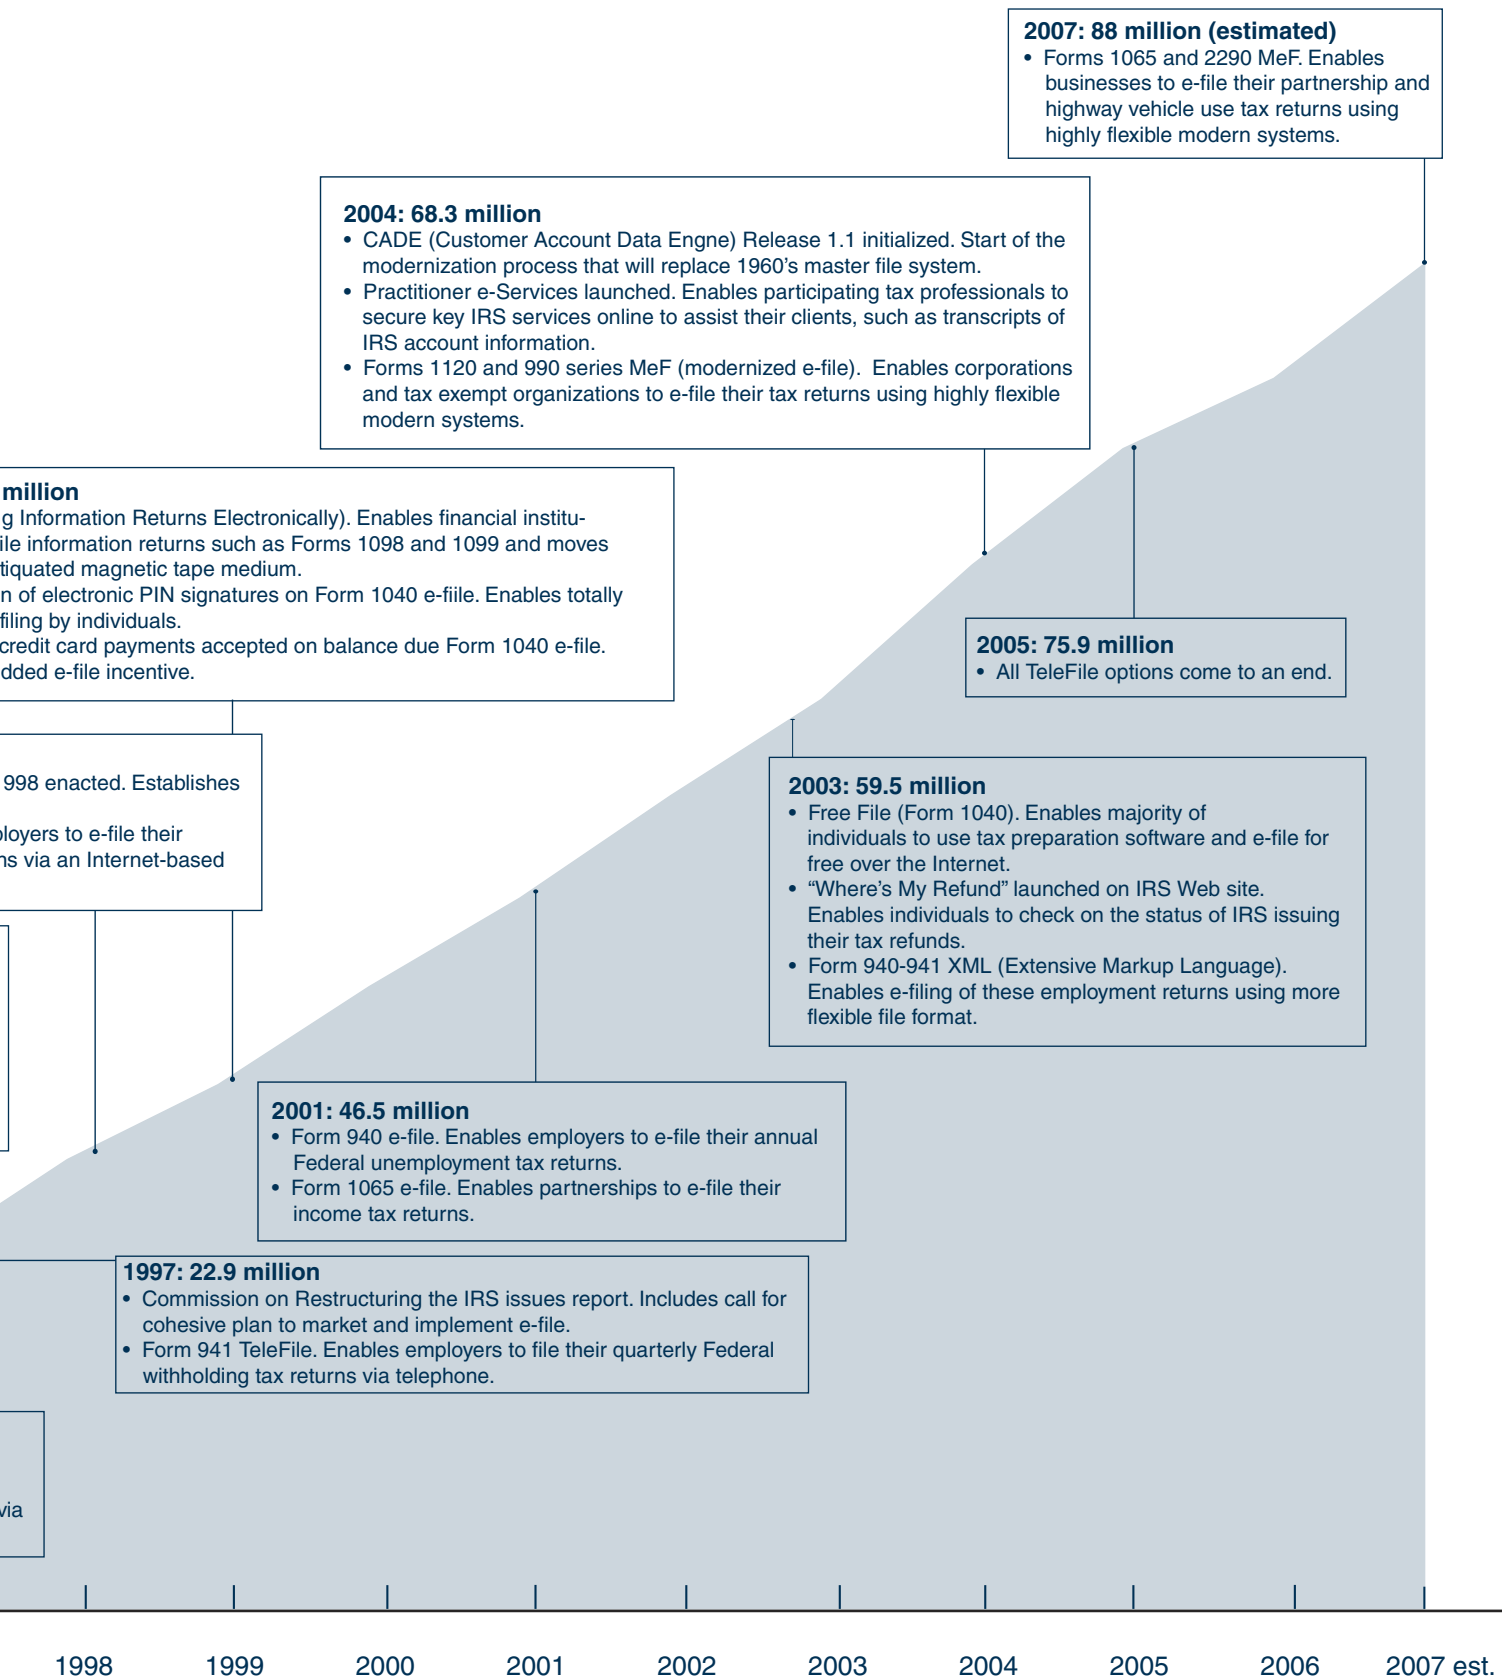 2007: 88 million (estimated)
• Forms 1065 and 2290 MeF. Enables
businesses to e-file their partnership and
highway vehicle use tax returns using
highly flexible modern systems.
2004: 68.3 million
• CADE (Customer Account Data Engne) Release 1.1 initialized. Start of the
modernization process that will replace 1960’s master file system.
• Practitioner e-Services launched. Enables participating tax professionals to
secure key IRS services online to assist their clients, such as transcripts of
IRS account information.
• Forms 1120 and 990 series MeF (modernized e-file).  Enables corporations
and tax exempt organizations to e-file their tax returns using highly flexible
modern systems.
million
g Information Returns Electronically). Enables financial institu-
ile information returns such as Forms 1098 and 1099 and moves
tiquated magnetic tape medium.
n of electronic PIN signatures on Form 1040 e-fiile. Enables totally
filing by individuals.
credit card payments accepted on balance due Form 1040 e-file.
dded e-file incentive.
2005: 75.9 million
• All TeleFile options come to an end.
998 enacted. Establishes
ployers to e-file their
ns via an Internet-based
2003: 59.5 million
• Free File (Form 1040). Enables majority of
individuals to use tax preparation software and e-file for
free over the Internet.
• “Where’s My Refund” launched on IRS Web site.
Enables individuals to check on the status of IRS issuing
their tax refunds.
• Form 940-941 XML (Extensive Markup Language).
Enables e-filing of these employment returns using more
flexible file format.
2001: 46.5 million
• Form 940 e-file. Enables employers to e-file their annual
Federal unemployment tax returns.
• Form 1065 e-file. Enables partnerships to e-file their
income tax returns.
1997: 22.9 million
• Commission on Restructuring the IRS issues report. Includes call for
cohesive plan to market and implement e-file.
• Form 941 TeleFile. Enables employers to file their quarterly Federal
withholding tax returns via telephone.
via
1998 1999 2000 2001 2002 2003 2004 2005 2006 2007 est.